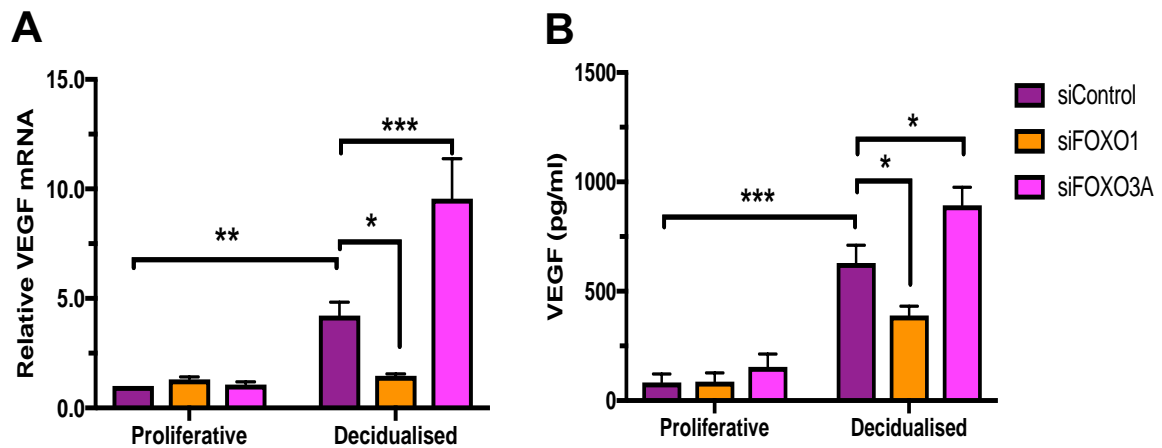 A
Relative VEGF mRNA
15.0
10.0
5.0
0.0
**
*
***
Proliferative
Decidualised
B
VEGF (pg/ml)
1500
1000
500
0
***
*
*
Proliferative
Decidualised
siControl
siFOXO1
siFOXO3A